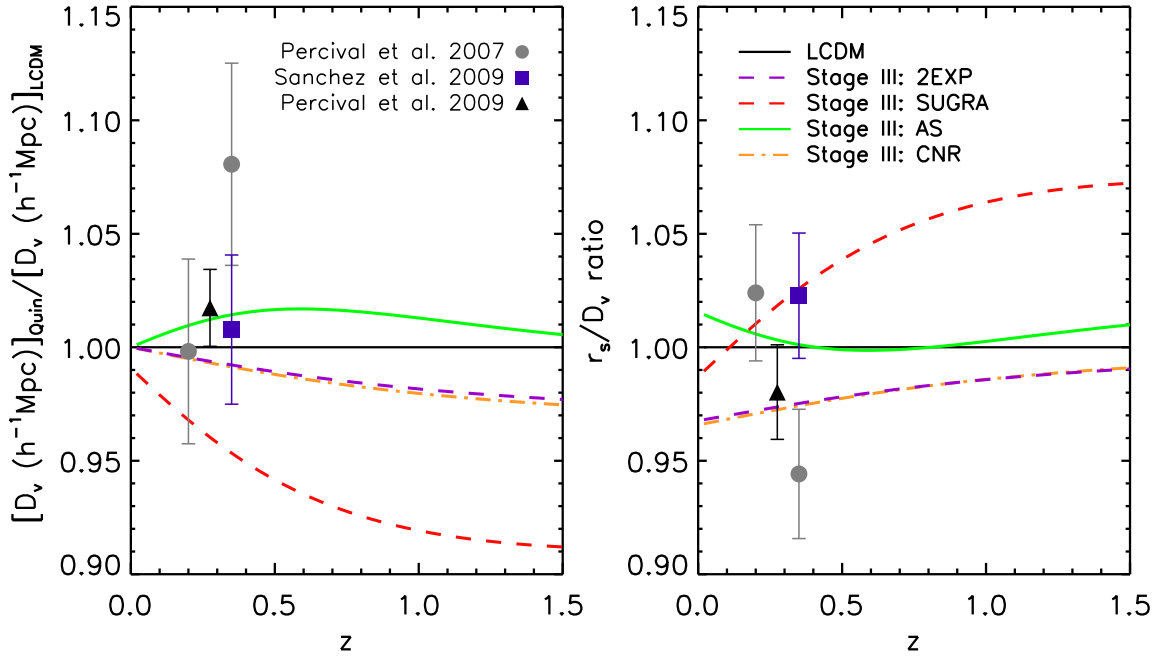 [D_v (h^-1Mpc)]_Quin/[D_v (h^-1Mpc)]_LCDM
1.15
1.10
1.05
1.00
0.95
0.90
Percival et al. 2007
Sanchez et al. 2009
Percival et al. 2009
0.0
0.5
1.0
1.5
z
r_s/D_v ratio
1.15
1.10
1.05
1.00
0.95
0.90
LCDM
Stage III: 2EXP
Stage III: SUGRA
Stage III: AS
Stage III: CNR
0.0
0.5
1.0
1.5
z